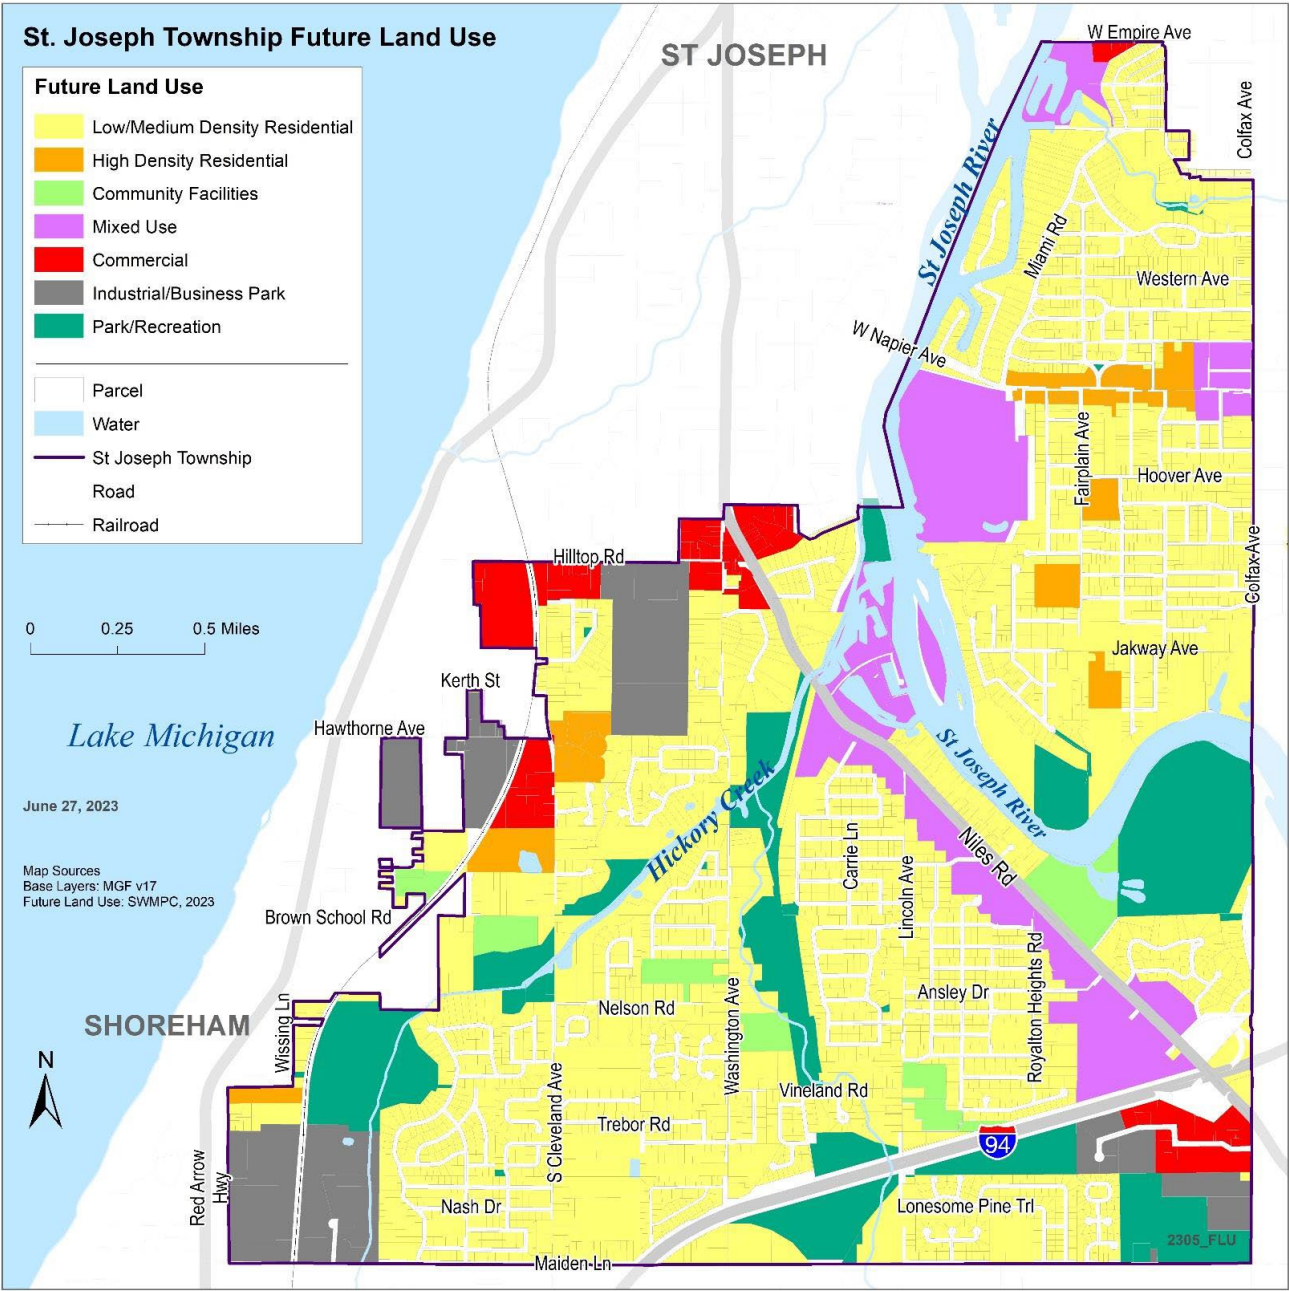 St. Joseph Township Future Land Use
Future Land Use
Low/Medium Density Residential
High Density Residential
Community Facilities
Mixed Use
Commercial
Industrial/Business Park
Park/Recreation
Parcel
Water
St Joseph Township
Road
Railroad
0 0.25 0.5 Miles
ST JOSEPH
W Empire Ave
Colfax Ave
St Joseph River
Miami Rd
Western Ave
W Napier Ave
Fairplain Ave
Hoover Ave
Hilltop Rd
Colfax Ave
Jakway Ave
Kerth St
Hawthorne Ave
Lake Michigan
St Joseph River
Hickory Creek
June 27, 2023
Niles Rd
Carrie Ln
Lincoln Ave
Map Sources
Base Layers: MGF v17
Future Land Use: SWMPC, 2023
Brown School Rd
Royalton Heights Rd
Ansley Dr
Nelson Rd
Washington Ave
SHOREHAM
Wissing Ln
N
S Cleveland Ave
Vineland Rd
Trebor Rd
94
Red Arrow
Hwy
Nash Dr
Lonesome Pine Trl
2305_FLU
Maiden Ln